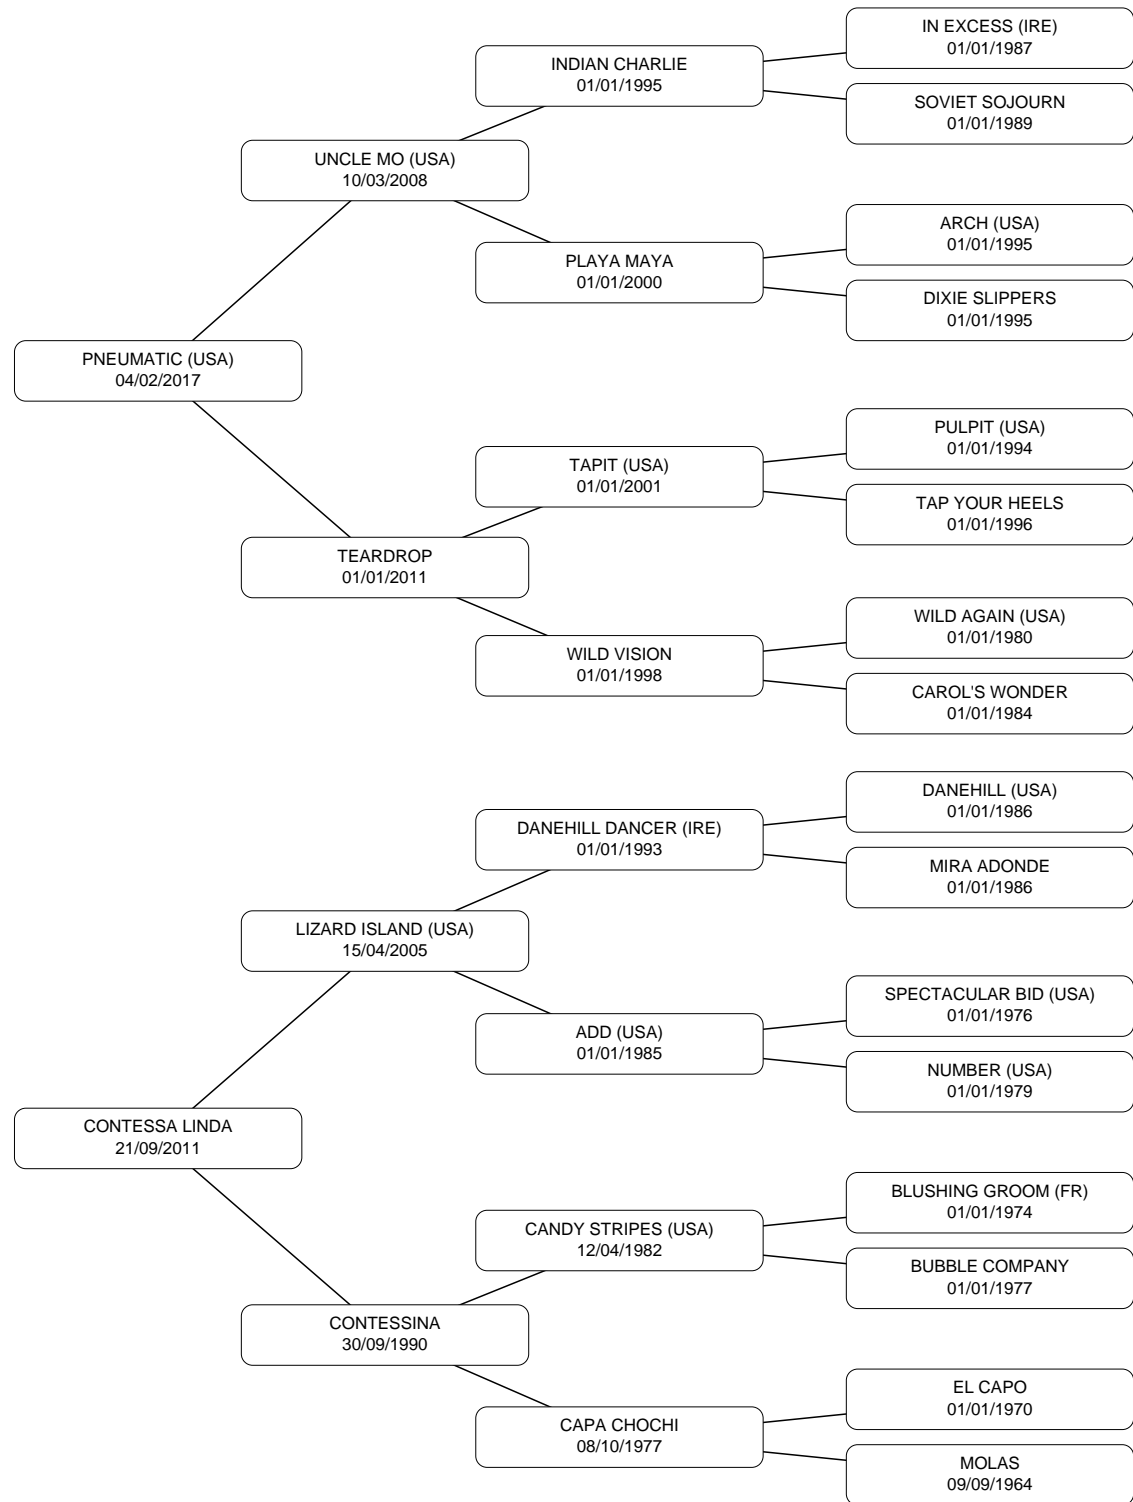 IN EXCESS (IRE)
01/01/1987
INDIAN CHARLIE
01/01/1995
SOVIET SOJOURN
01/01/1989
UNCLE MO (USA)
10/03/2008
ARCH (USA)
01/01/1995
PLAYA MAYA
01/01/2000
DIXIE SLIPPERS
01/01/1995
PNEUMATIC (USA)
04/02/2017
PULPIT (USA)
01/01/1994
TAPIT (USA)
01/01/2001
TAP YOUR HEELS
01/01/1996
TEARDROP
01/01/2011
WILD AGAIN (USA)
01/01/1980
WILD VISION
01/01/1998
CAROL'S WONDER
01/01/1984
DANEHILL (USA)
01/01/1986
DANEHILL DANCER (IRE)
01/01/1993
MIRA ADONDE
01/01/1986
LIZARD ISLAND (USA)
15/04/2005
SPECTACULAR BID (USA)
01/01/1976
ADD (USA)
01/01/1985
NUMBER (USA)
01/01/1979
CONTESSA LINDA
21/09/2011
BLUSHING GROOM (FR)
01/01/1974
CANDY STRIPES (USA)
12/04/1982
BUBBLE COMPANY
01/01/1977
CONTESSINA
30/09/1990
EL CAPO
01/01/1970
CAPA CHOCHI
08/10/1977
MOLAS
09/09/1964